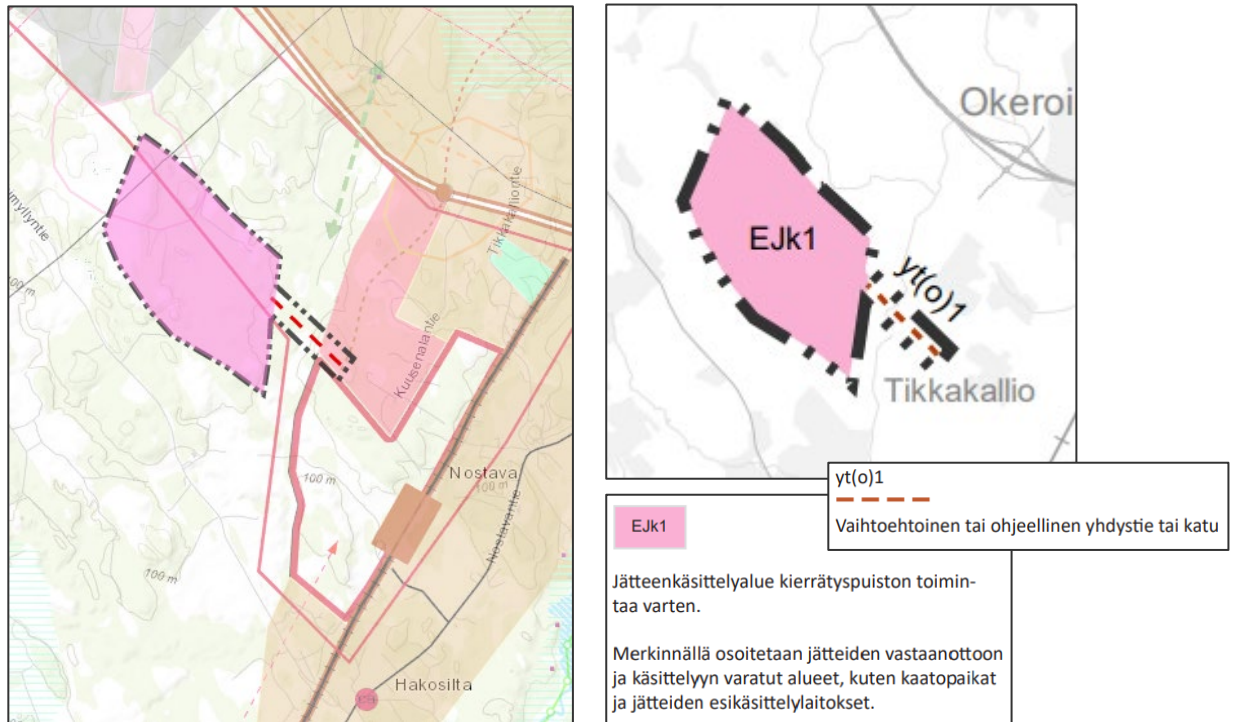 Tikkakalliontie
myllyntie
100 m
Kuusenalantie
Nostava
100 m
100 m
Nostavantie
100 m
Hakosilta
Okeroi
EJk1
yt(o)1
Tikkakallio
yt(o)1
Vaihtoehtoinen tai ohjeellinen yhdystie tai katu
EJk1
Jätteenkäsittelyalue kierrätyspuiston toimin-
taa varten.
Merkinnällä osoitetaan jätteiden vastaanottoon
ja käsittelyyn varatut alueet, kuten kaatopaikat
ja jätteiden esikäsittelylaitokset.